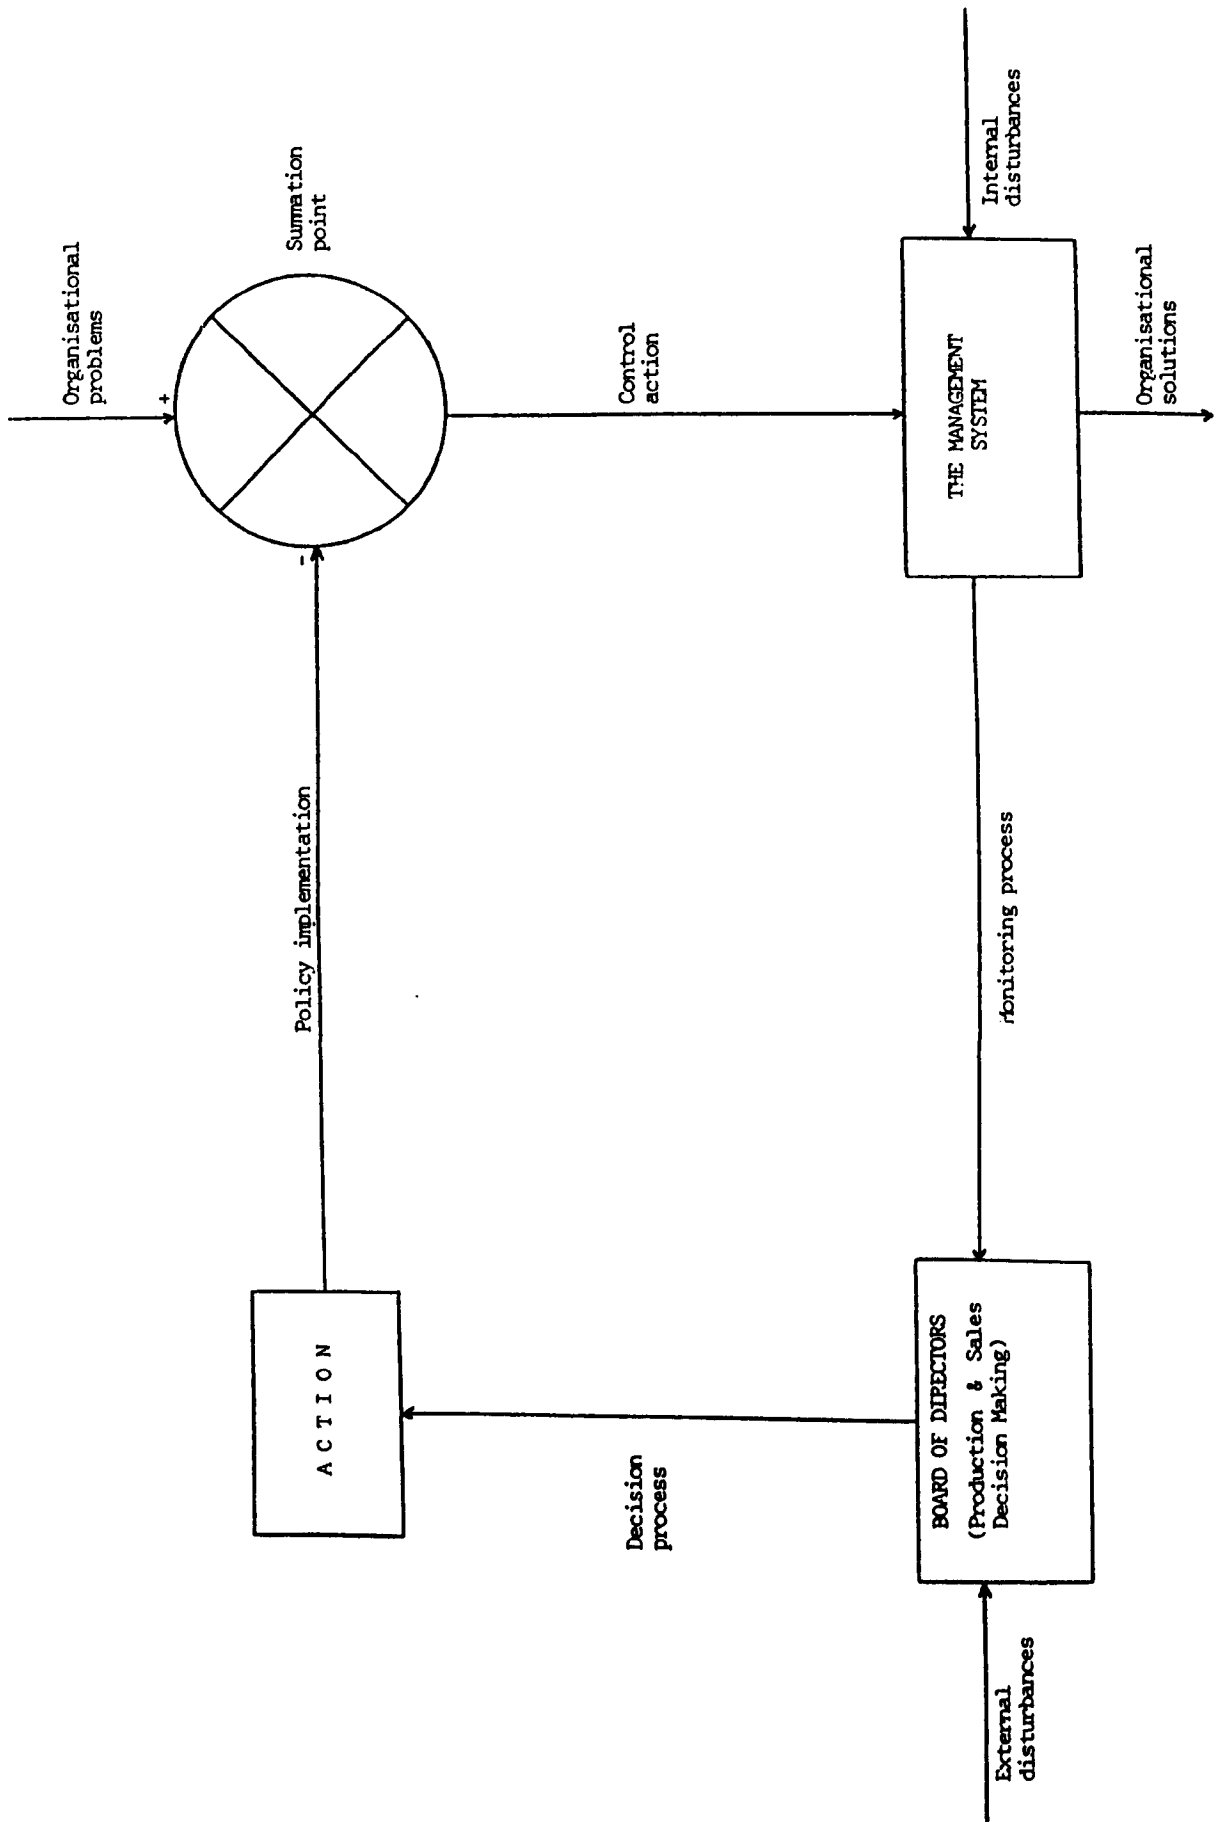 Organisational
problems
+
Summation
point
-
Policy implementation
A C T I O N
Control
action
Decision
process
Internal
disturbances
THE MANAGEMENT
SYSTEM
Organisational
solutions
Monitoring process
BOARD OF DIRECTORS
(Production & Sales
Decision Making)
External
disturbances